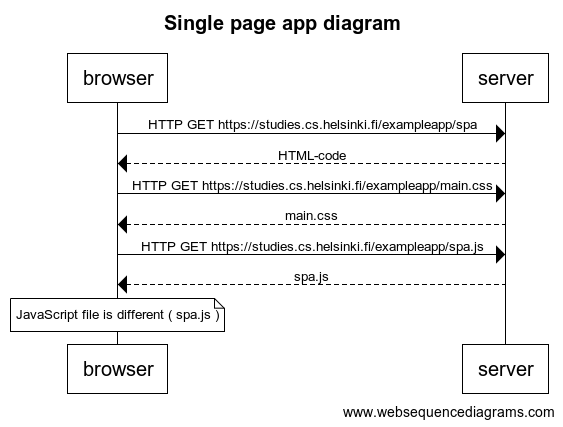 Single page app diagram
browser
server
HTTP GET https://studies.cs.helsinki.fi/exampleapp/spa
HTML-code
HTTP GET https://studies.cs.helsinki.fi/exampleapp/main.css
main.css
HTTP GET https://studies.cs.helsinki.fi/exampleapp/spa.js
spa.js
JavaScript file is different ( spa.js )
browser
server
www.websequencediagrams.com